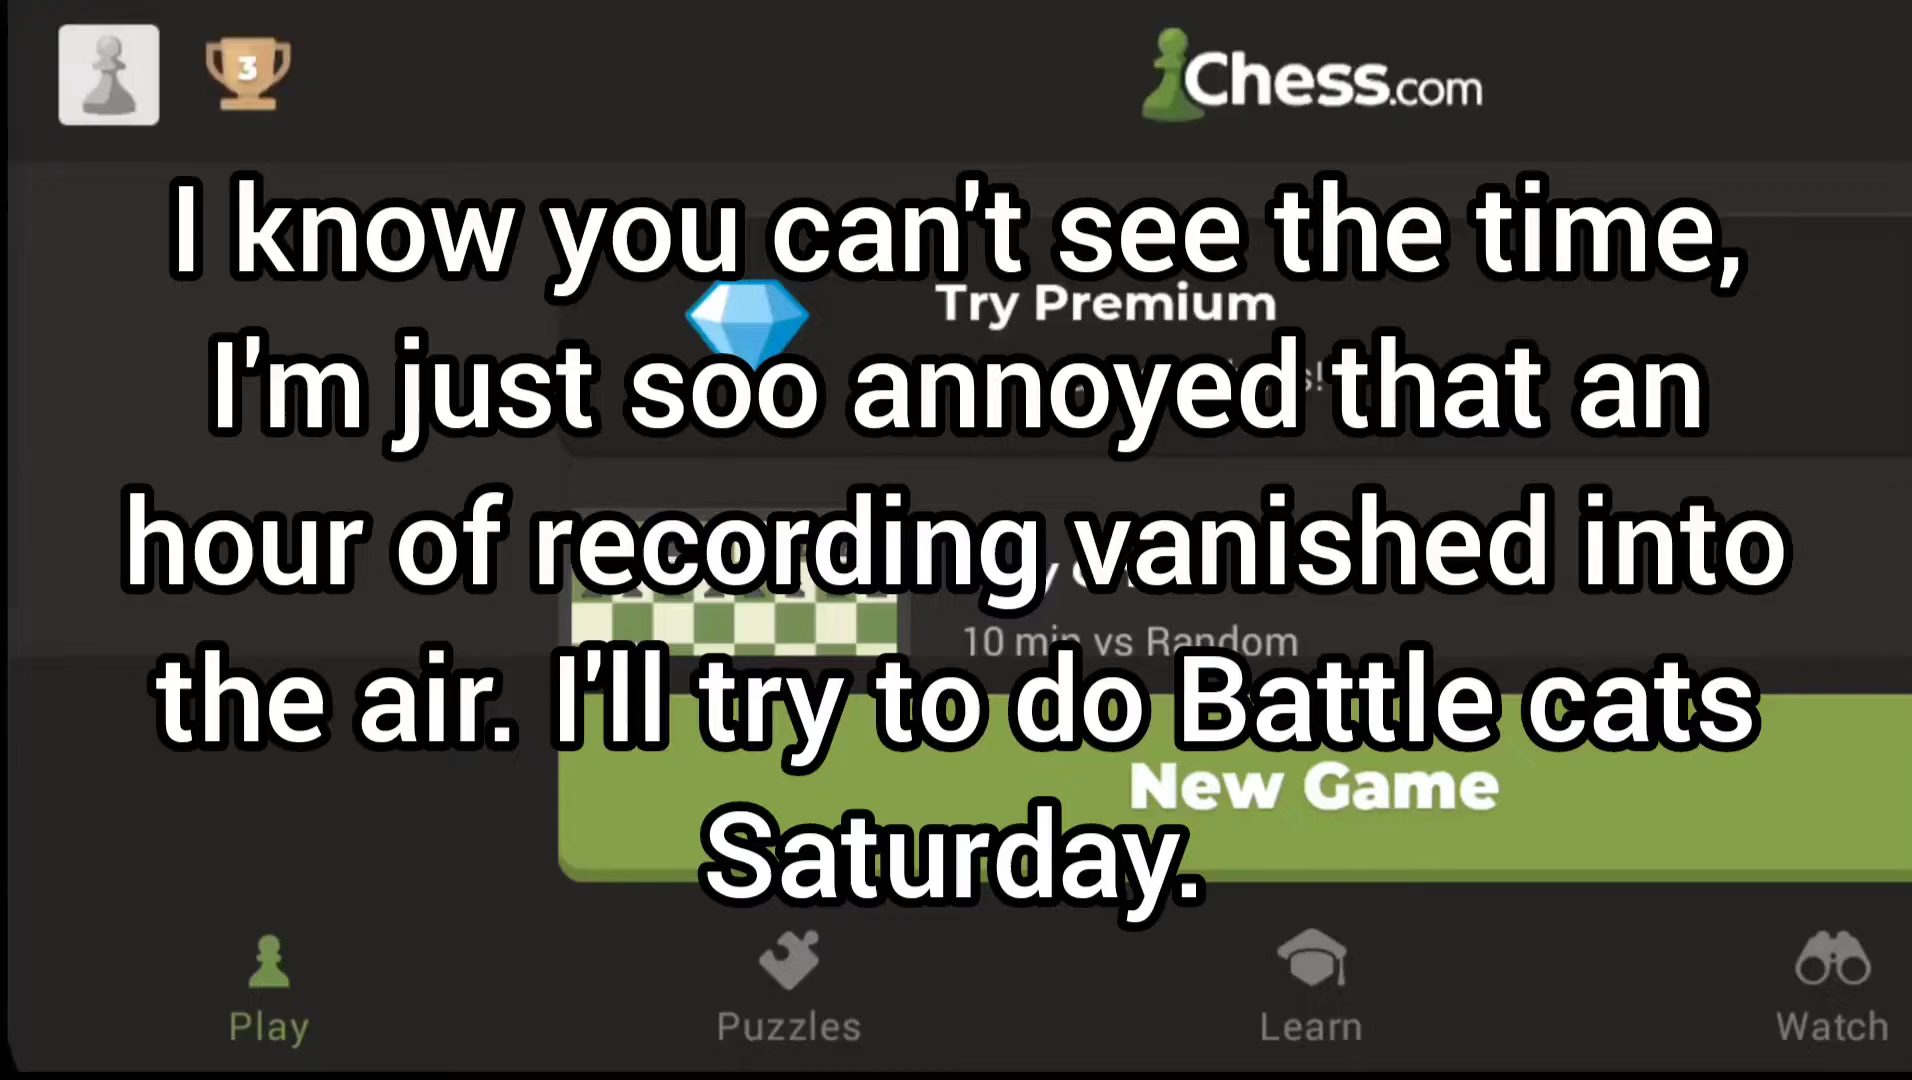 3
Chess.com
I know you can't see the time,
Try Premium
I'm just soo annoyed that an
hour of recording vanished into
10 min vs Random
the air. I'll try to do Battle cats
New Game
Saturday.
Play
Puzzles
Learn
Watch